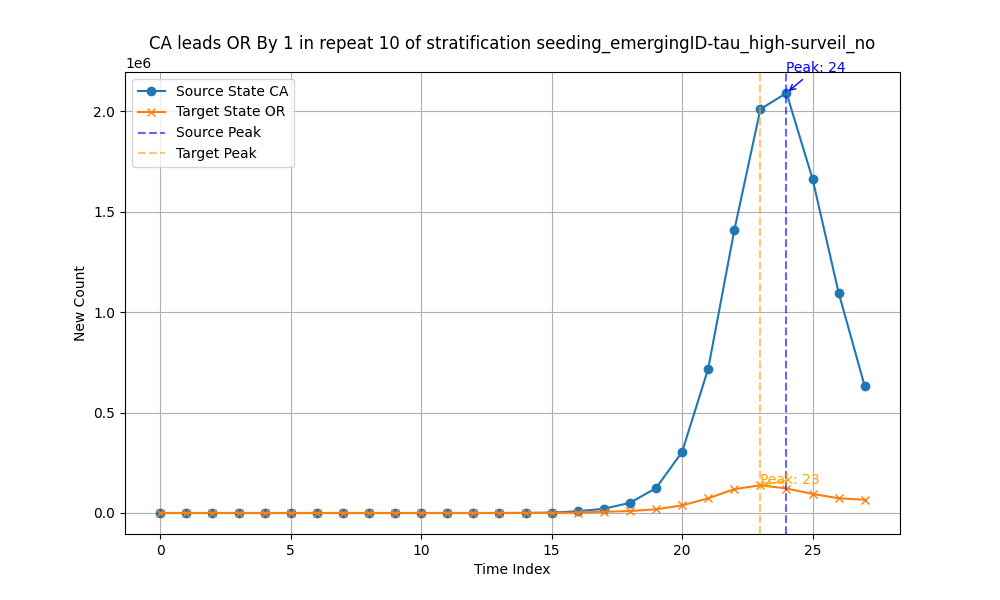 CA leads OR By 1 in repeat 10 of stratification seeding_emergingID-tau_high-surveil_no
1e6
Peak: 24
Source State CA
Target State OR
Source Peak
Target Peak
2.0
1.5
1.0
0.5
0.0
New Count
Peak: 23
0
5
10
15
20
25
Time Index